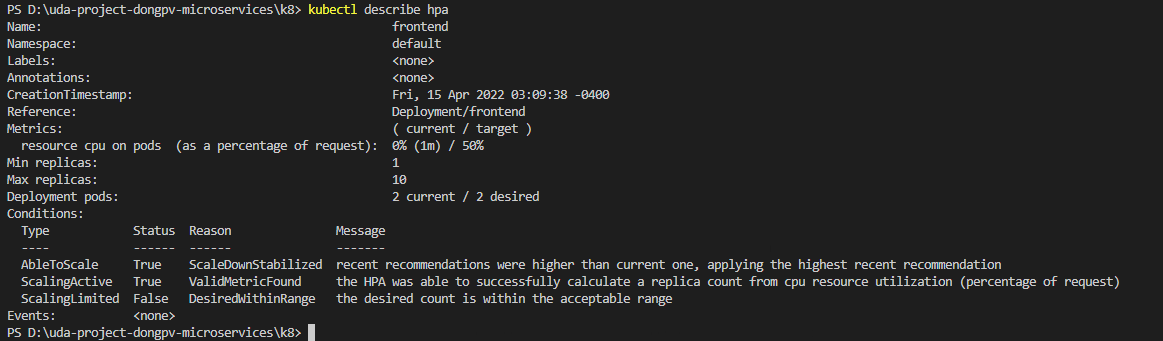 PS D:\uda-project-dongpv-microservices\k8> kubectl describe hpa
Name:                                                  frontend
Namespace:                                             default
Labels:                                                <none>
Annotations:                                           <none>
CreationTimestamp:                                     Fri, 15 Apr 2022 03:09:38 -0400
Reference:                                             Deployment/frontend
Metrics:                                               ( current / target )
  resource cpu on pods  (as a percentage of request):  0% (1m) / 50%
Min replicas:                                          1
Max replicas:                                          10
Deployment pods:                                       2 current / 2 desired
Conditions:
  Type            Status  Reason             Message
  ----            ------  ------             -------
  AbleToScale     True    ScaleDownStabilized  recent recommendations were higher than current one, applying the highest recent recommendation
  ScalingActive   True    ValidMetricFound     the HPA was able to successfully calculate a replica count from cpu resource utilization (percentage of request)
  ScalingLimited  False   DesiredWithinRange   the desired count is within the acceptable range
Events:           <none>
PS D:\uda-project-dongpv-microservices\k8>